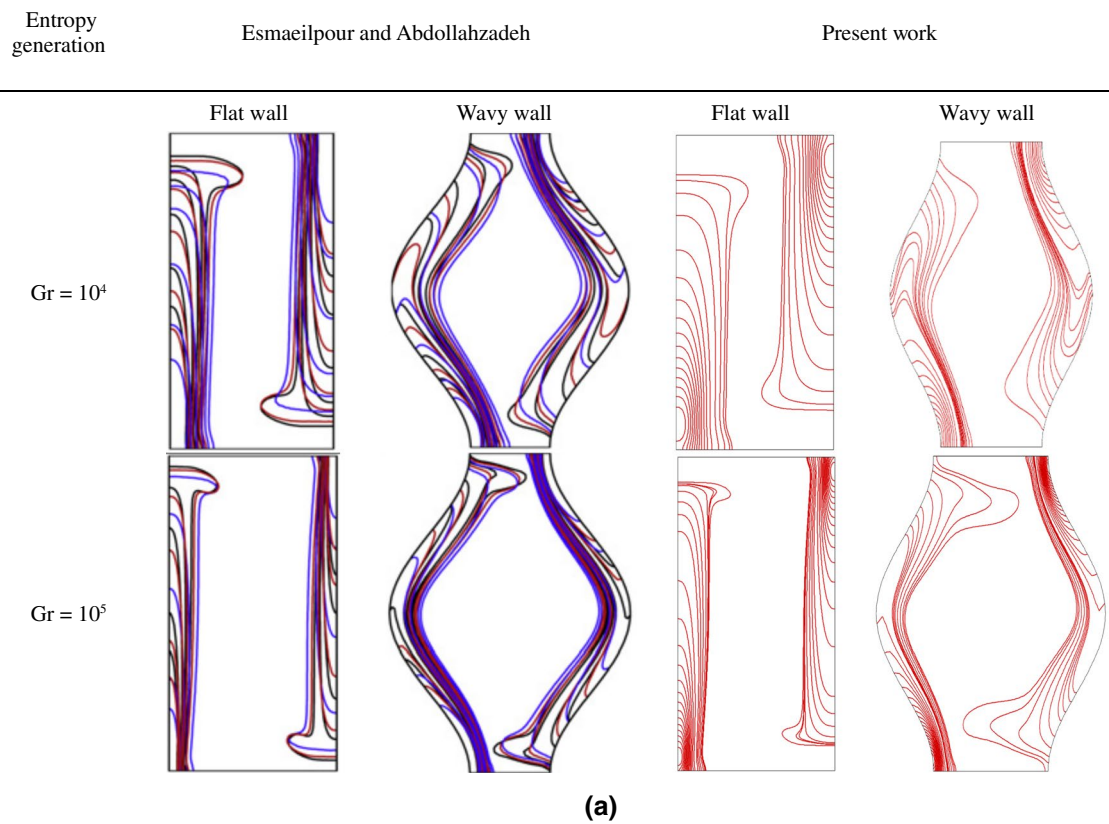 Entropy
generation
Esmaeilpour and Abdollahzadeh
Present work
Flat wall
Wavy wall
Flat wall
Wavy wall
Gr = 10⁴
Gr = 10⁵
(a)